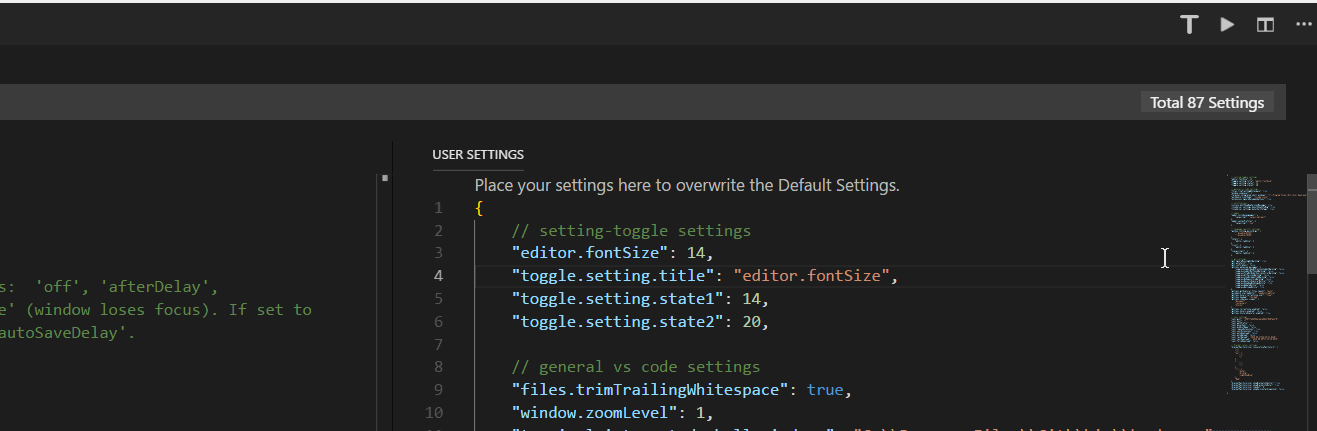 T
Total 87 Settings
USER SETTINGS
Place your settings here to overwrite the Default Settings.
1 {
2 // setting-toggle settings
3 "editor.fontSize": 14,
4 "toggle.setting.title": "editor.fontSize",
5 "toggle.setting.state1": 14,
6 "toggle.setting.state2": 20,
7
8 // general vs code settings
9 "files.trimTrailingWhitespace": true,
10 "window.zoomLevel": 1,
s:  'off', 'afterDelay',
e' (window loses focus). If set to
autoSaveDelay'.